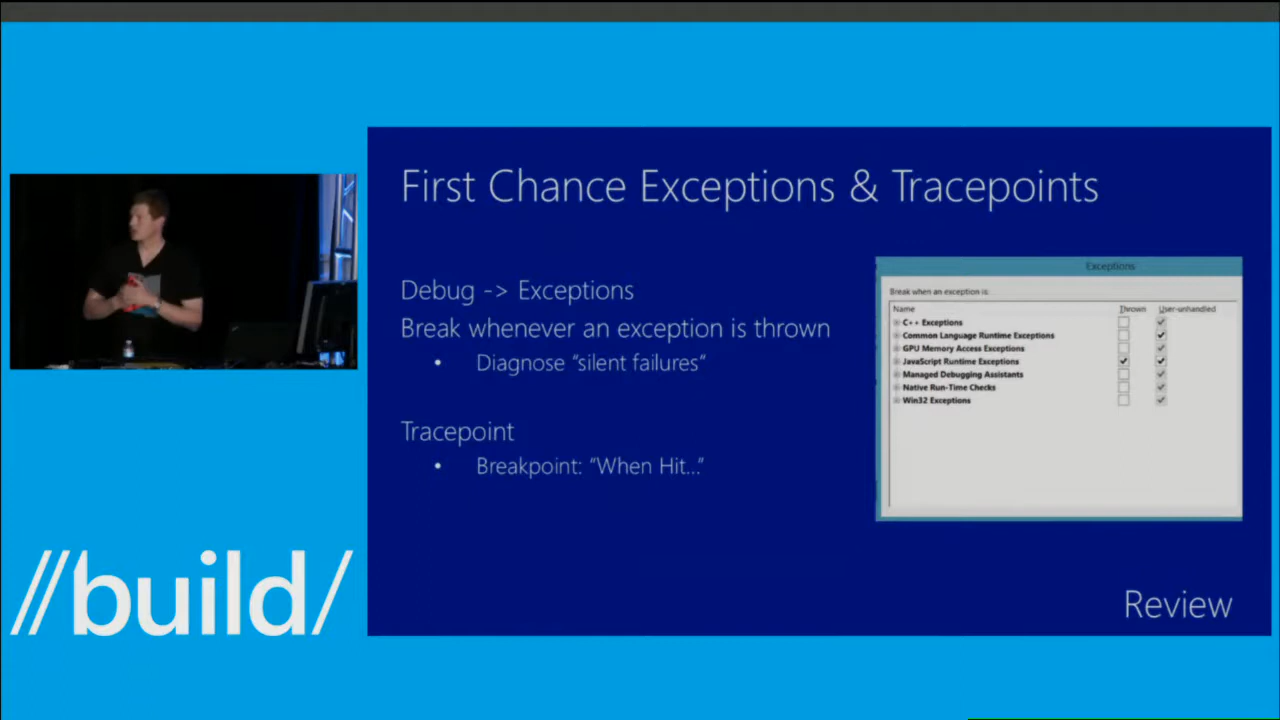 First Chance Exceptions & Tracepoints
Debug -> Exceptions
Break whenever an exception is thrown
• Diagnose “silent failures”
Tracepoint
• Breakpoint: “When Hit...”
Exceptions
Break when an exception is:
Name Thrown User-unhandled
C++ Exceptions
Common Language Runtime Exceptions
GPU Memory Access Exceptions
JavaScript Runtime Exceptions
Managed Debugging Assistants
Native Run-Time Checks
Win32 Exceptions
Review
//build/